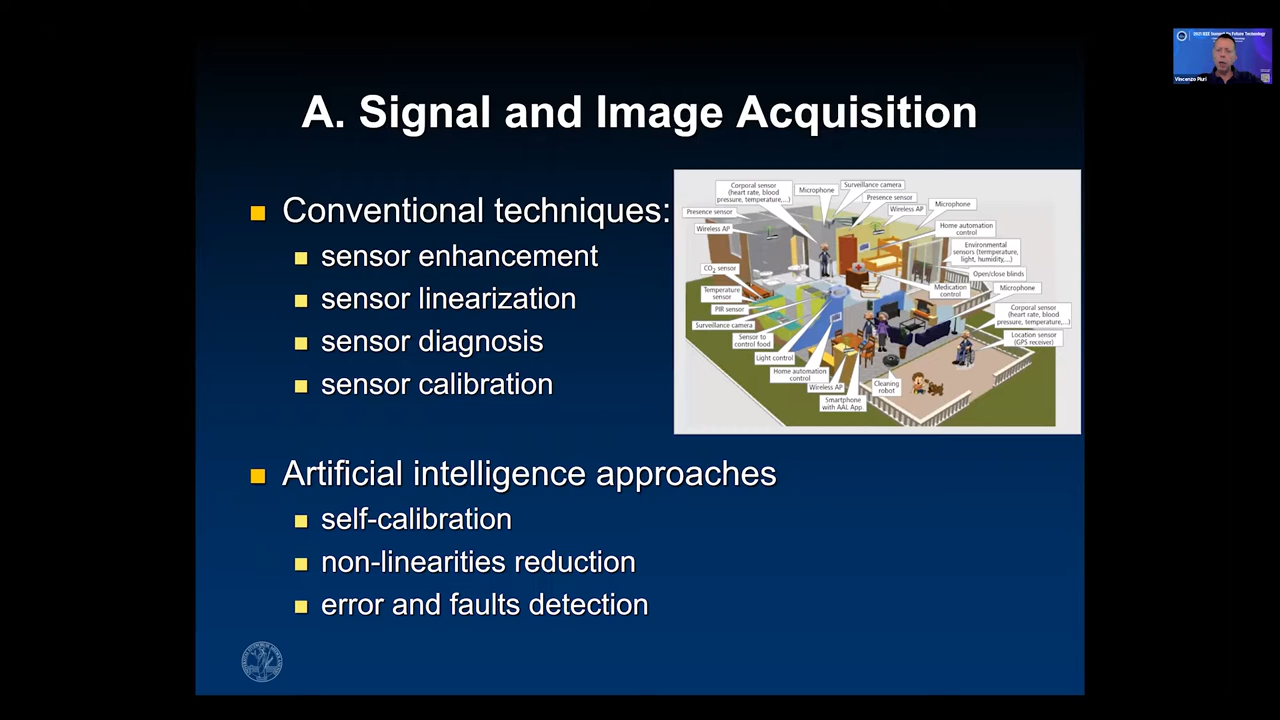 A. Signal and Image Acquisition
Conventional techniques:
sensor enhancement
sensor linearization
sensor diagnosis
sensor calibration
Artificial intelligence approaches
self-calibration
non-linearities reduction
error and faults detection
Corporal sensor
(heart rate, blood
pressure, temperature,...)
Microphone
Surveillance camera
Presence sensor
Wireless AP
Microphone
Presence sensor
Wireless AP
Home automation
control
Environmental
sensors (temperature,
light, humidity,...)
CO2 sensor
Open/close blinds
Temperature
sensor
Medication
control
Microphone
PIR sensor
Corporal sensor
(heart rate, blood
pressure, temperature,...)
Surveillance camera
Location sensor
(GPS receiver)
Sensor to
control food
Light control
Home automation
control
Wireless AP
Cleaning
robot
Smartphone
with AAL App.
Vincenzo Piuri